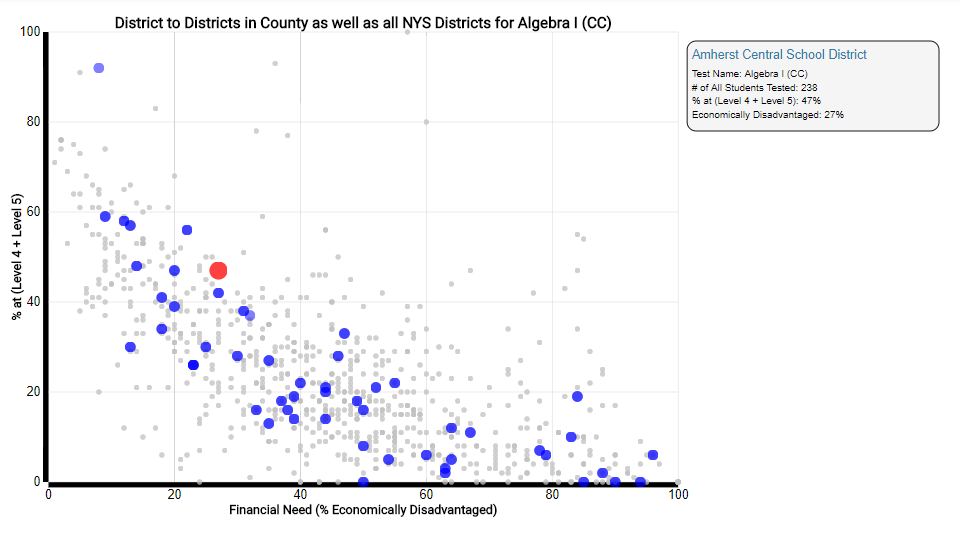 District to Districts in County as well as all NYS Districts for Algebra I (CC)
Amherst Central School District
Test Name: Algebra I (CC)
# of All Students Tested: 238
% at (Level 4 + Level 5): 47%
Economically Disadvantaged: 27%
% at (Level 4 + Level 5)
100
80
60
40
20
0
0 20 40 60 80 100
Financial Need (% Economically Disadvantaged)